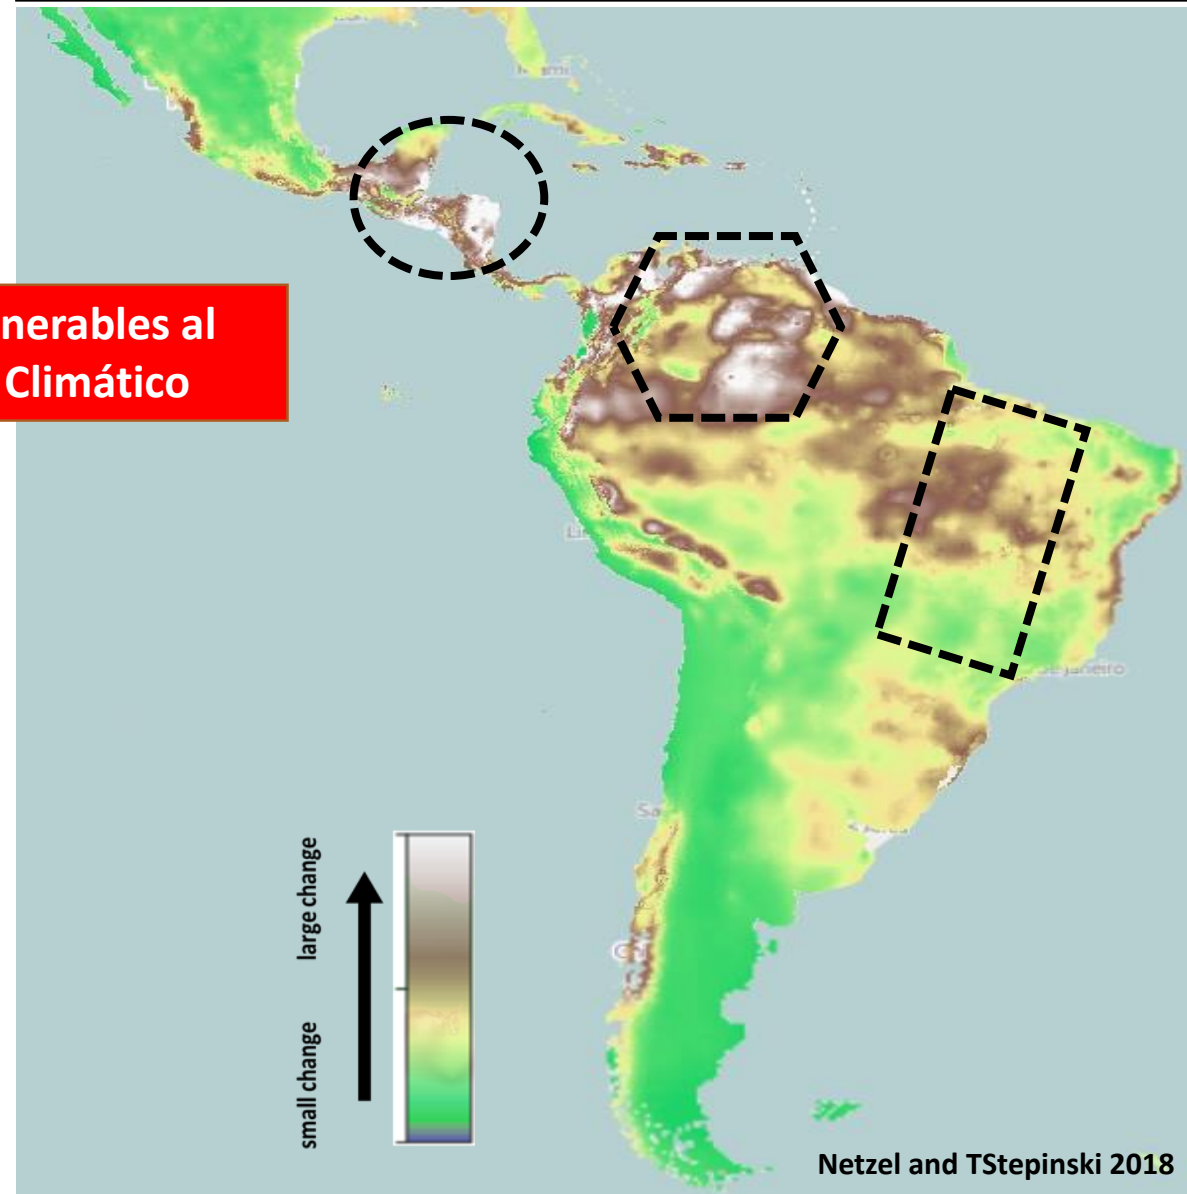 nerables al
Climático
large change
small change
Netzel and TStepinski 2018